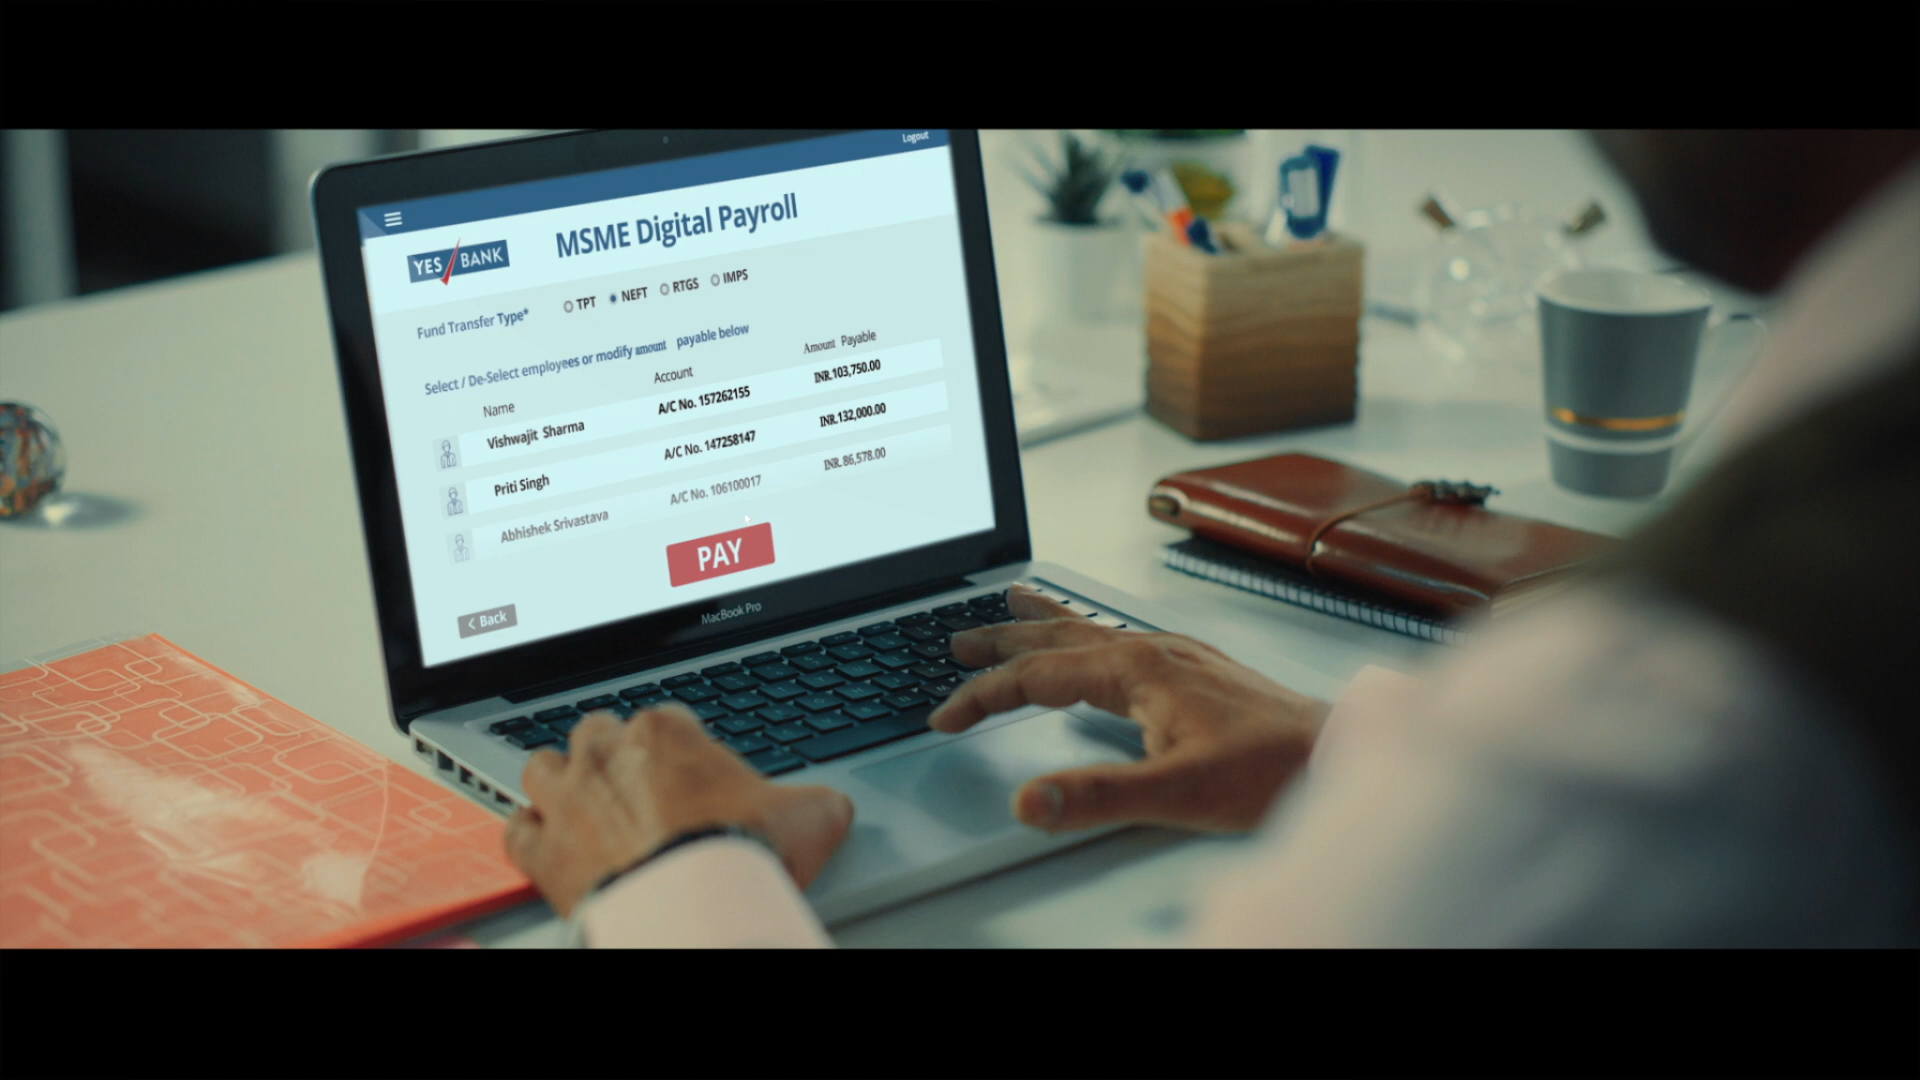 Logout
YES BANK
MSME Digital Payroll
Fund Transfer Type* TPT NEFT RTGS IMPS
Select / De-Select employees or modify amount payable below
Name Account Amount Payable
Vishwajit Sharma A/C No. 157262155 INR.103,750.00
Priti Singh A/C No. 147258147 INR.132,000.00
Abhishek Srivastava A/C No. 106100017 INR.86,578.00
PAY
< Back
MacBook Pro